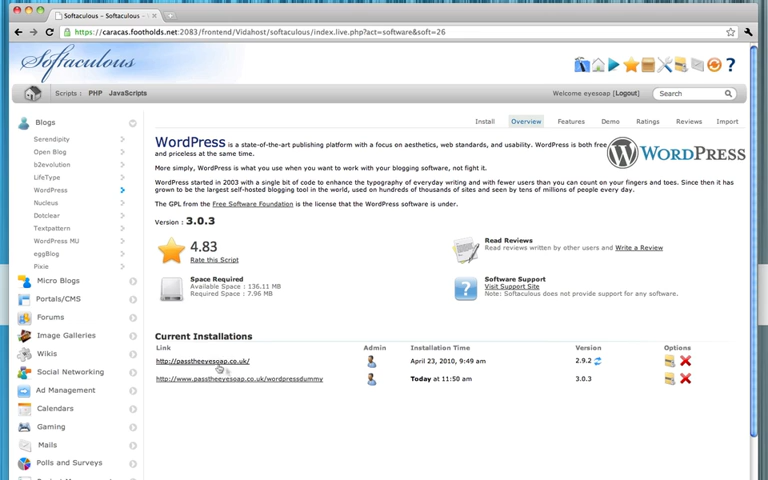 Softaculous – Softaculous -
https://caracas.footholds.net:2083/frontend/Vidahost/softaculous/index.live.php?act=software&soft=26
Softaculous
Scripts : PHP JavaScripts
Welcome eyesoap [Logout]
Search
Blogs
Serendipity
Open Blog
b2evolution
LifeType
WordPress
Nucleus
Dotclear
Textpattern
WordPress MU
eggBlog
Pixie
Micro Blogs
Portals/CMS
Forums
Image Galleries
Wikis
Social Networking
Ad Management
Calendars
Gaming
Mails
Polls and Surveys
Install Overview Features Demo Ratings Reviews Import
WordPress is a state-of-the-art publishing platform with a focus on aesthetics, web standards, and usability. WordPress is both free
and priceless at the same time.
WORDPRESS
More simply, WordPress is what you use when you want to work with your blogging software, not fight it.
WordPress started in 2003 with a single bit of code to enhance the typography of everyday writing and with fewer users than you can count on your fingers and toes. Since then it has
grown to be the largest self-hosted blogging tool in the world, used on hundreds of thousands of sites and seen by tens of millions of people every day.
The GPL from the Free Software Foundation is the license that the WordPress software is under.
Version : 3.0.3
4.83
Rate this Script
Read Reviews
Read reviews written by other users and Write a Review
Space Required
Available Space : 136.11 MB
Required Space : 7.96 MB
Software Support
Visit Support Site
Note: Softaculous does not provide support for any software.
Current Installations
Link Admin Installation Time Version Options
http://passtheeyesoap.co.uk/ April 23, 2010, 9:49 am 2.9.2
http://www.passtheeyesoap.co.uk/wordpressdummy Today at 11:50 am 3.0.3